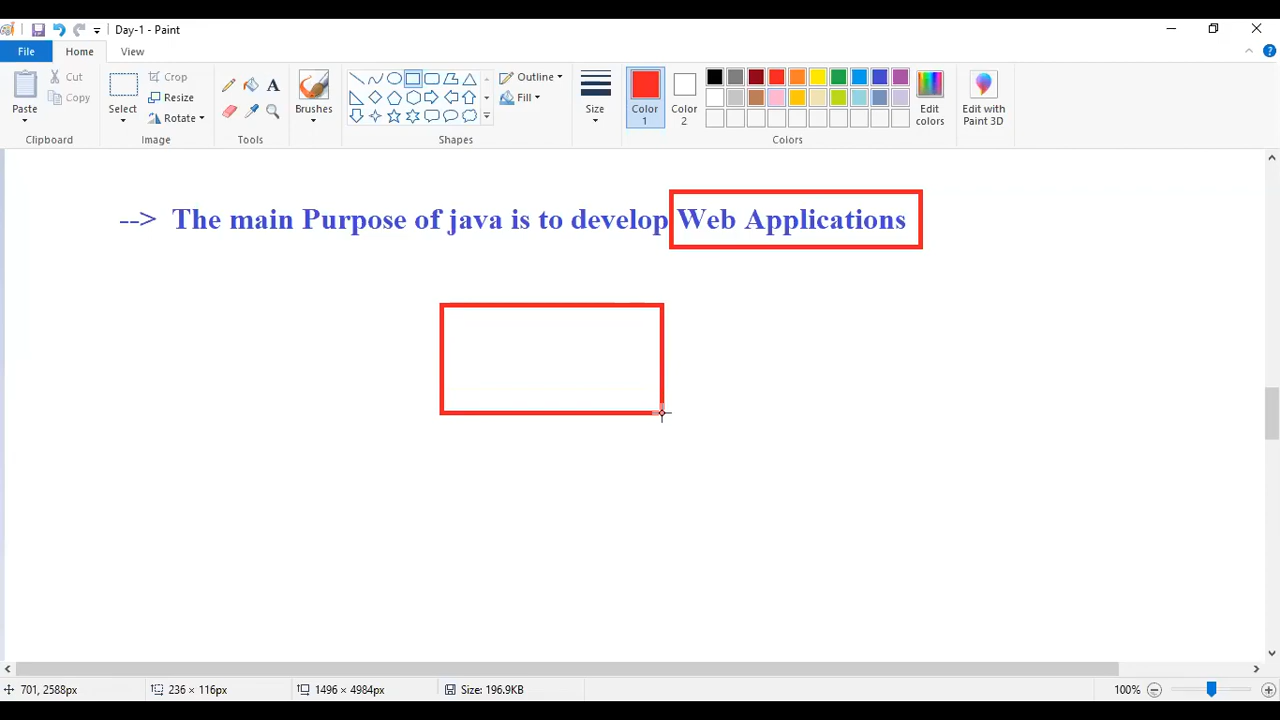 Day-1 - Paint
File Home View
Paste
Cut
Copy
Clipboard
Select
Crop
Resize
Rotate
Image
A
Tools
Brushes
Outline
Fill
Shapes
Size
Color 1
Color 2
Edit colors
Edit with Paint 3D
Colors
--> The main Purpose of java is to develop Web Applications
701, 2588px 236 × 116px 1496 × 4984px Size: 196.9KB 100%